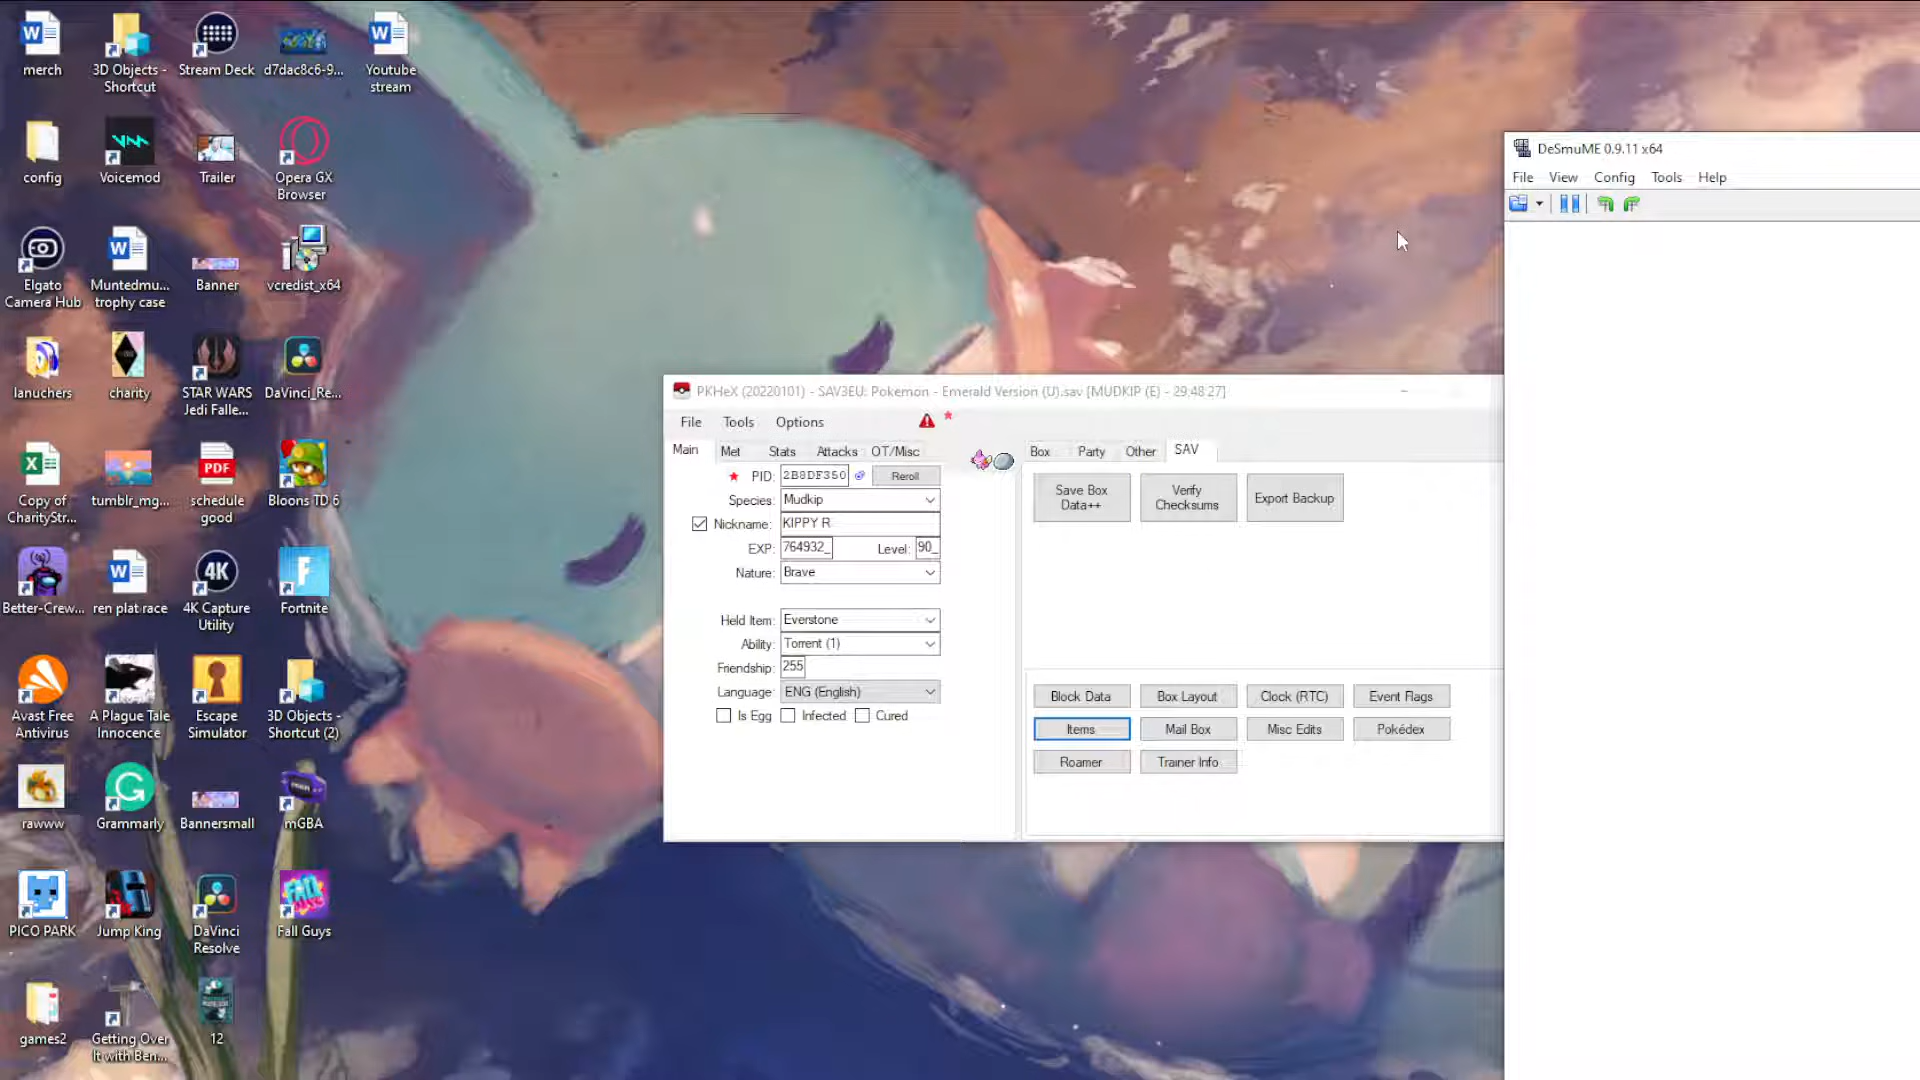 merch
3D Objects -
Shortcut
Stream Deck
d7dac8c6-9...
Youtube
stream
config
Voicemod
Trailer
Opera GX
Browser
Elgato
Camera Hub
Muntedmu...
trophy case
Banner
vcredist_x64
lanuchers
charity
STAR WARS
Jedi Falle...
DaVinci_Re...
Copy of
CharityStr...
tumblr_mg...
PDF
schedule
good
Bloons TD 6
Better-Crew...
ren plat race
4K
4K Capture
Utility
Fortnite
Avast Free
Antivirus
A Plague Tale
Innocence
Escape
Simulator
3D Objects -
Shortcut (2)
rawww
Grammarly
Bannersmall
mGBA
PICO PARK
Jump King
DaVinci
Resolve
FALL GUYS
Fall Guys
games2
Getting Over
It with Ben...
12
PKHeX (20220101) - SAV3EU: Pokemon - Emerald Version (U).sav [MUDKIP (E) - 29:48:27]
File Tools Options
Main Met Stats Attacks OT/Misc
PID: 2B8DF350 Reroll
Species: Mudkip
Nickname: KIPPY R
EXP: 764932_ Level: 90_
Nature: Brave
Held Item: Everstone
Ability: Torrent (1)
Friendship: 255
Language: ENG (English)
Is Egg Infected Cured
Box Party Other SAV
Save Box
Data++
Verify
Checksums
Export Backup
Block Data Box Layout Clock (RTC) Event Flags
Items Mail Box Misc Edits Pokédex
Roamer Trainer Info
DeSmuME 0.9.11 x64
File View Config Tools Help